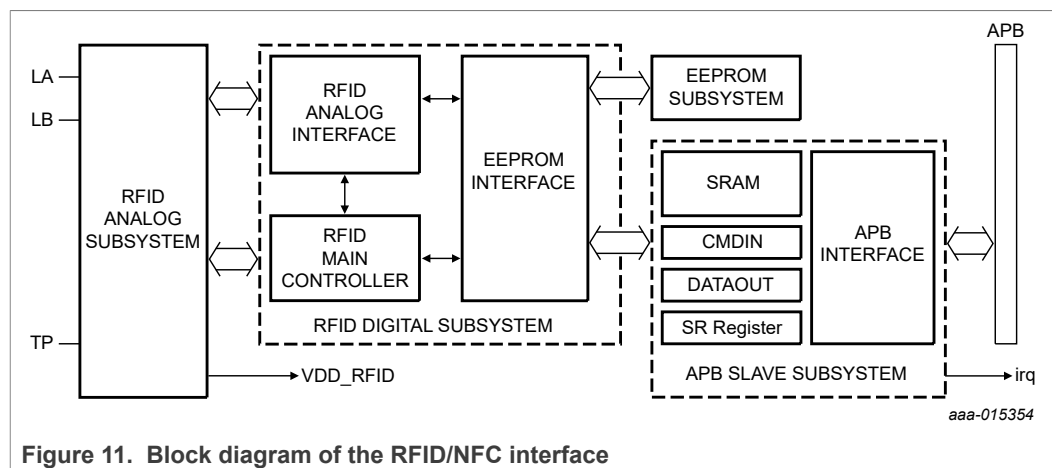 APB
LA
LB
TP
RFID
ANALOG
SUBSYSTEM
RFID
ANALOG
INTERFACE
RFID
MAIN
CONTROLLER
EEPROM
INTERFACE
RFID DIGITAL SUBSYSTEM
VDD_RFID
EEPROM
SUBSYSTEM
SRAM
CMDIN
DATAOUT
SR Register
APB
INTERFACE
APB SLAVE SUBSYSTEM
irq
aaa-015354
Figure 11. Block diagram of the RFID/NFC interface